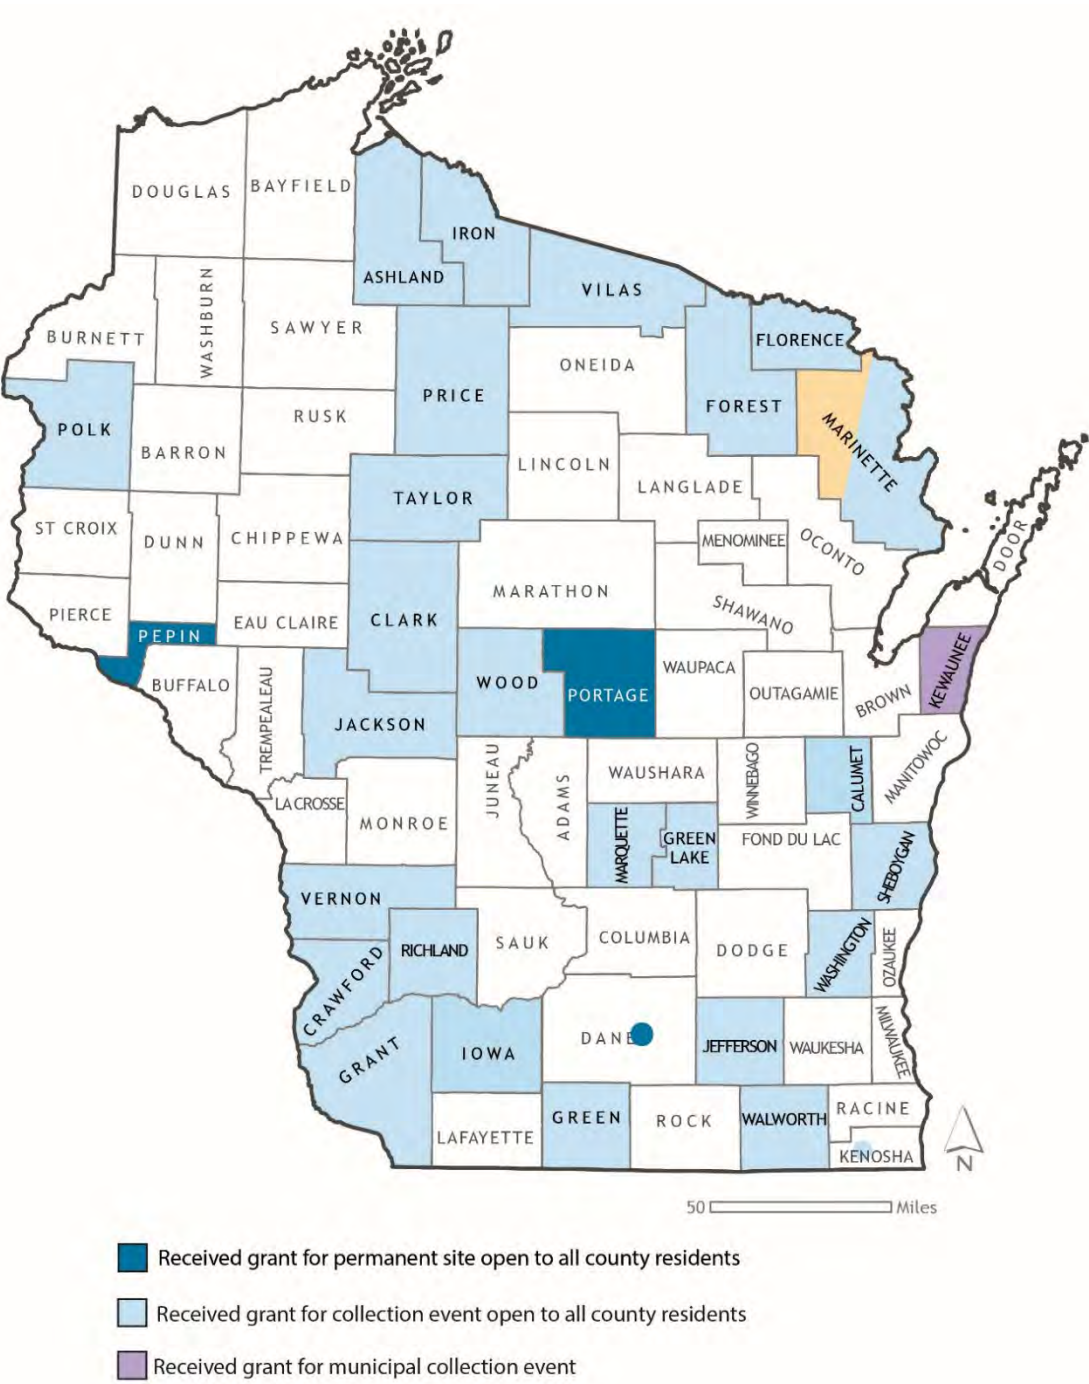 DOUGLAS
BAYFIELD
IRON
ASHLAND
VILAS
WASHBURN
SAWYER
BURNETT
FLORENCE
ONEIDA
PRICE
FOREST
RUSK
POLK
MARINETTE
BARRON
LINCOLN
LANGLADE
TAYLOR
ST CROIX
DUNN
CHIPPEWA
MENOMINEE
OCONTO
DOOR
MARATHON
PIERCE
EAU CLAIRE
CLARK
SHAWANO
PEPIN
WAUPACA
KEWAUNEE
BUFFALO
WOOD
PORTAGE
OUTAGAMIE
BROWN
TREMPEALEAU
JACKSON
JUNEAU
ADAMS
WAUSHARA
WINNEBAGO
CALUMET
MANITOWOC
LA CROSSE
MONROE
MARQUETTE
GREEN
LAKE
FOND DU LAC
SHEBOYGAN
VERNON
RICHLAND
SAUK
COLUMBIA
DODGE
WASHINGTON
OZAUKEE
CRAWFORD
GRANT
IOWA
DANE
JEFFERSON
WAUKESHA
MILWAUKEE
LAFAYETTE
GREEN
ROCK
WALWORTH
RACINE
KENOSHA
N
50 Miles
Received grant for permanent site open to all county residents
Received grant for collection event open to all county residents
Received grant for municipal collection event